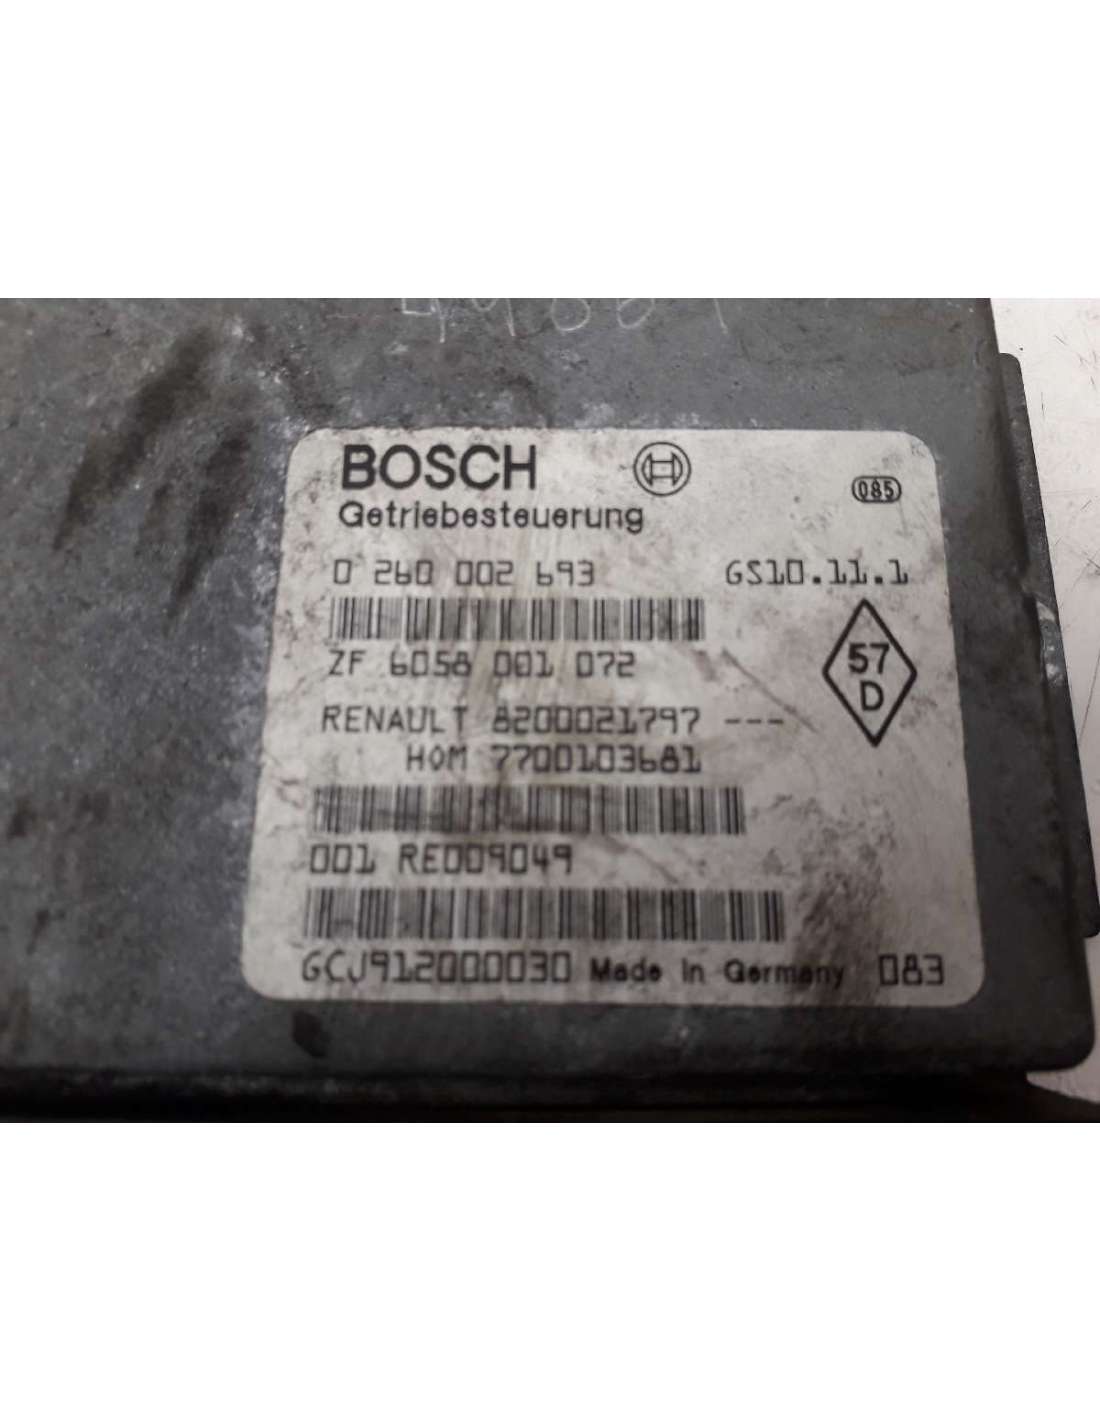 BOSCH
085
Getriebesteuerung
0 260 002 693 GS10.11.1
ZF 6058 001 072
57
D
RENAULT 8200021797 ---
HOM 7700103681
001 RE009049
GCJ912000030 Made in Germany 083